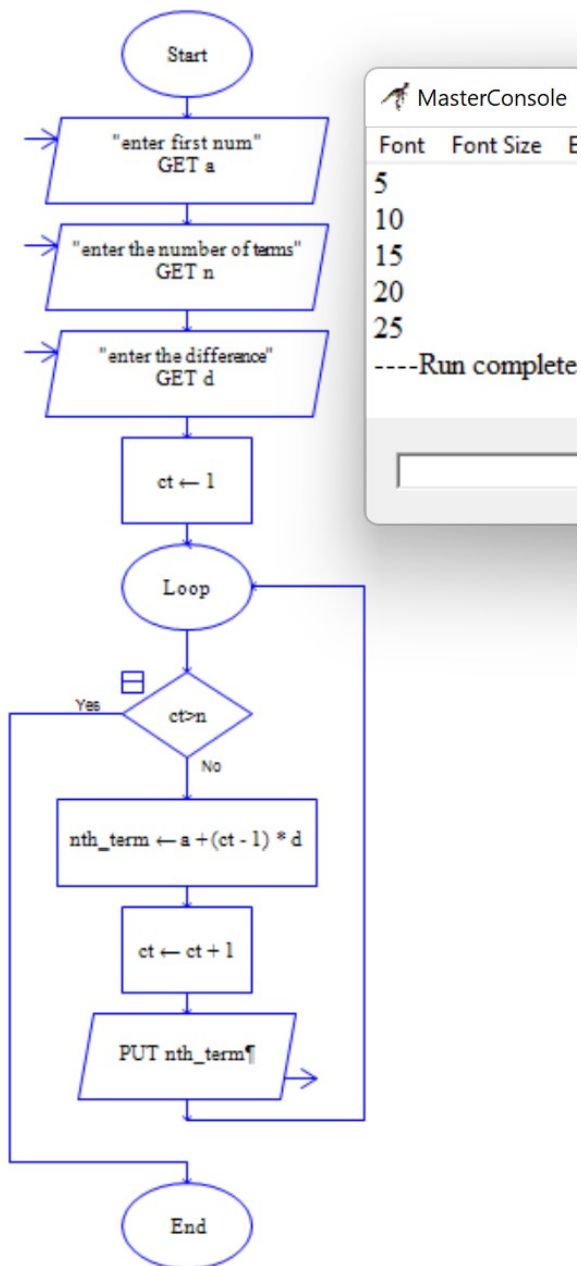 Start
"enter first num"
GET a
"enter the number of terms"
GET n
"enter the difference"
GET d
ct ← 1
Loop
Yes
ct>n
No
nth_term ← a + (ct - 1) * d
ct ← ct + 1
PUT nth_term¶
End
MasterConsole
Font Font Size
5
10
15
20
25
----Run complete